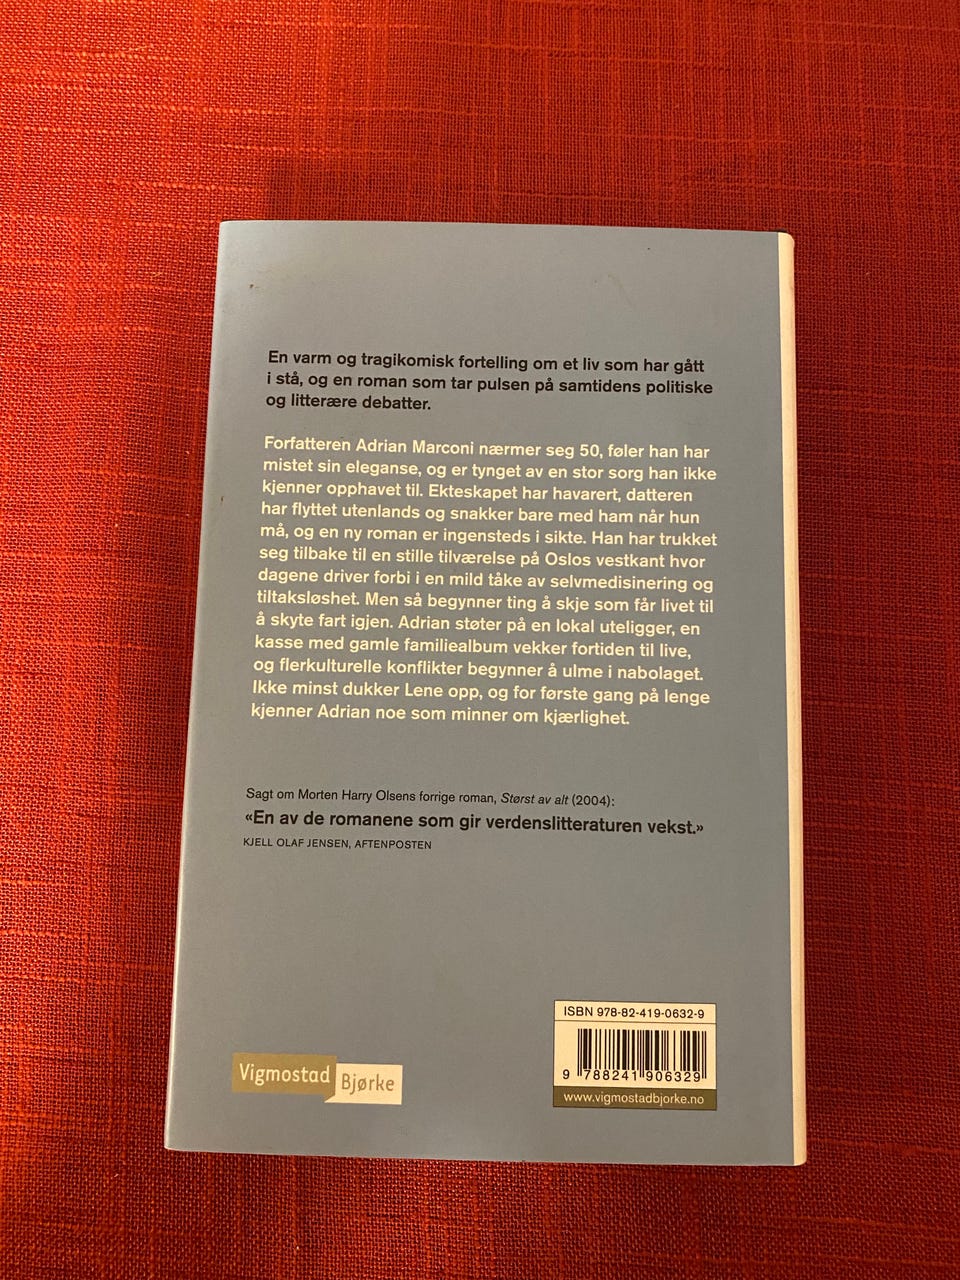 En varm og tragikomisk fortelling om et liv som har gått
i stå, og en roman som tar pulsen på samtidens politiske
og litterære debatter.
Forfatteren Adrian Marconi nærmer seg 50, føler han har
mistet sin eleganse, og er tynget av en stor sorg han ikke
kjenner opphavet til. Ekteskapet har havarert, datteren
har flyttet utenlands og snakker bare med ham når hun
må, og en ny roman er ingensteds i sikte. Han har trukket
seg tilbake til en stille tilværelse på Oslos vestkant hvor
dagene driver forbi i en mild tåke av selvmedisinering og
tiltaksløshet. Men så begynner ting å skje som får livet til
å skyte fart igjen. Adrian støter på en lokal uteligger, en
kasse med gamle familiealbum vekker fortiden til live,
og flerkulturelle konflikter begynner å ulme i nabolaget.
Ikke minst dukker Lene opp, og for første gang på lenge
kjenner Adrian noe som minner om kjærlighet.
Sagt om Morten Harry Olsens forrige roman, Størst av alt (2004):
«En av de romanene som gir verdenslitteraturen vekst.»
KJELL OLAF JENSEN, AFTENPOSTEN
ISBN 978-82-419-0632-9
9 788241 906329
www.vigmostadbjorke.no
Vigmostad Bjørke